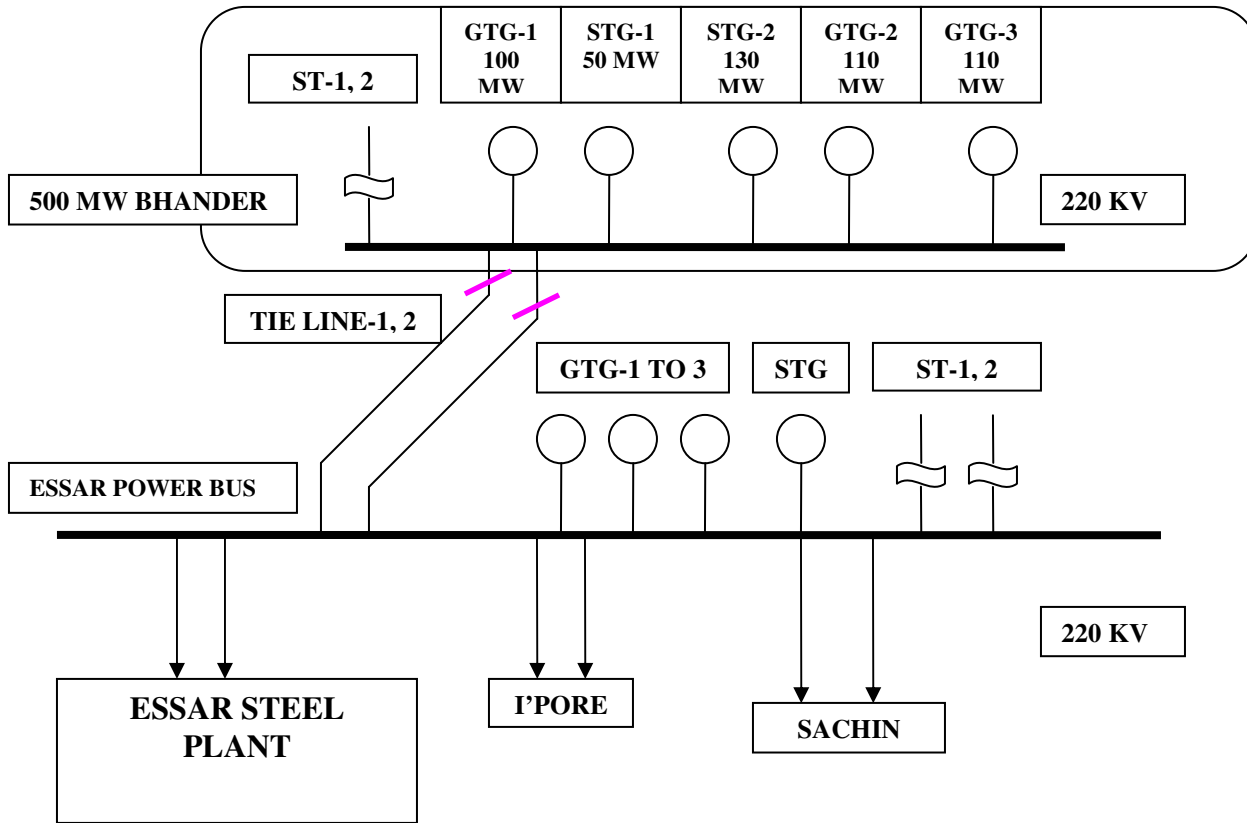 GTG-1
100
MW
STG-1
50 MW
STG-2
130
MW
GTG-2
110
MW
GTG-3
110
MW
ST-1, 2
500 MW BHANDER
220 KV
TIE LINE-1, 2
GTG-1 TO 3
STG
ST-1, 2
ESSAR POWER BUS
220 KV
ESSAR STEEL
PLANT
I’PORE
SACHIN